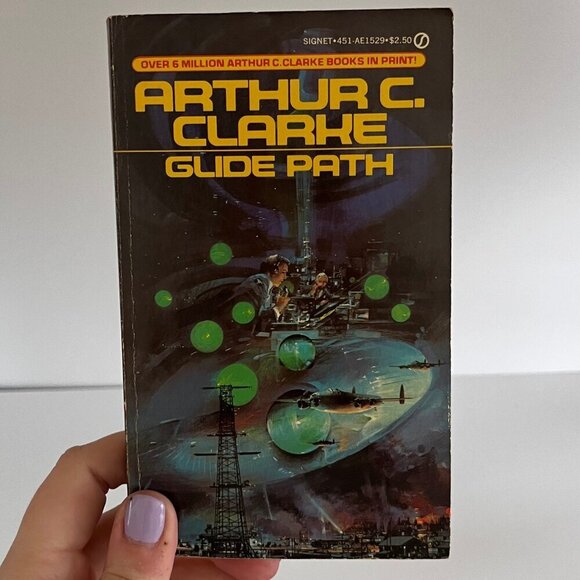 SIGNET•451-AE1529•$2.50
OVER 6 MILLION ARTHUR C. CLARKE BOOKS IN PRINT!
ARTHUR C.
CLARKE
GLIDE PATH